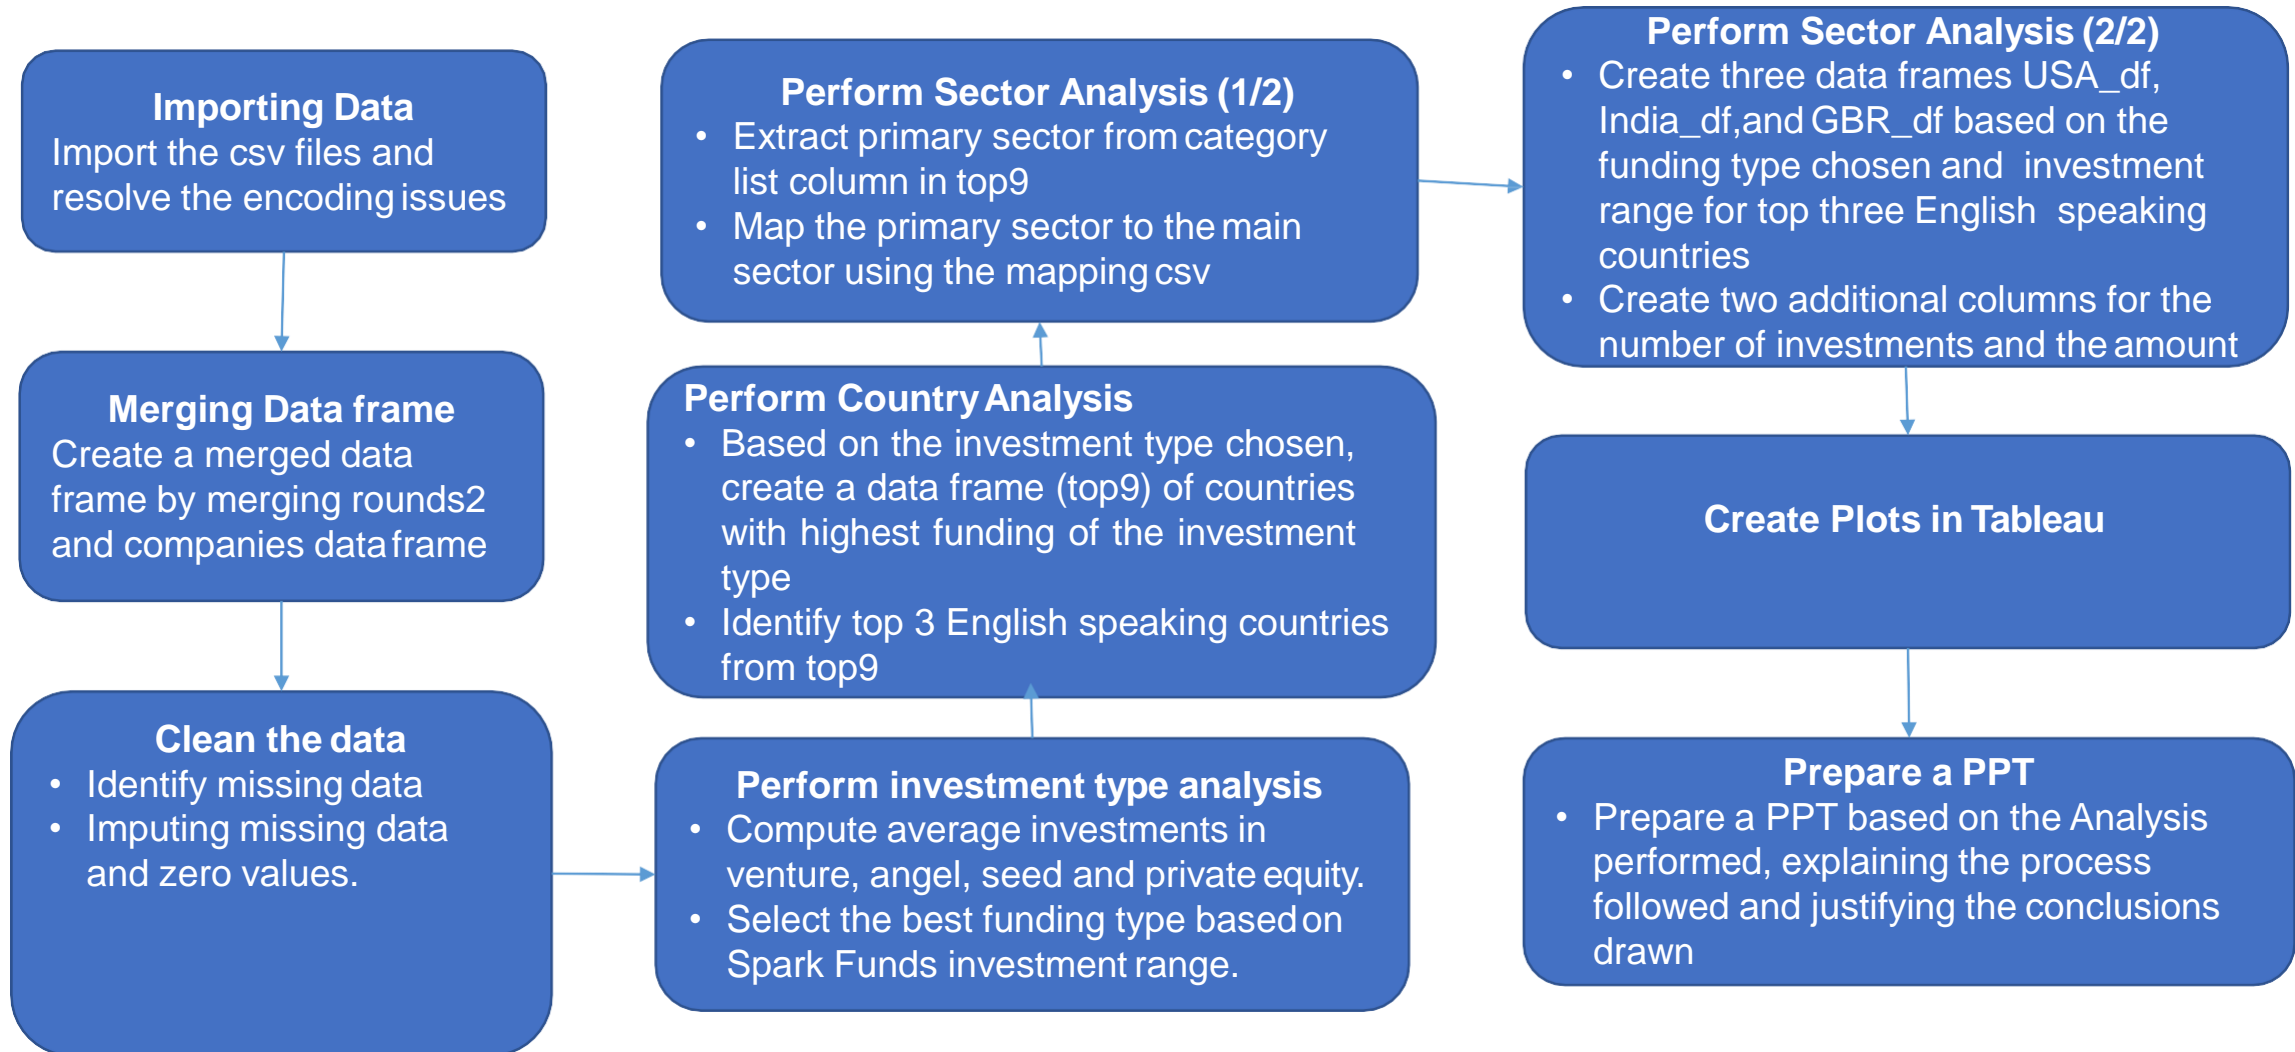 Importing Data
Import the csv files and
resolve the encoding issues
Merging Data frame
Create a merged data
frame by merging rounds2
and companies data frame
Clean the data
• Identify missing data
• Imputing missing data
and zero values.
Perform investment type analysis
• Compute average investments in
venture, angel, seed and private equity.
• Select the best funding type based on
Spark Funds investment range.
Perform Country Analysis
• Based on the investment type chosen,
create a data frame (top9) of countries
with highest funding of the investment
type
• Identify top 3 English speaking countries
from top9
Perform Sector Analysis (1/2)
• Extract primary sector from category
list column in top9
• Map the primary sector to the main
sector using the mapping csv
Perform Sector Analysis (2/2)
• Create three data frames USA_df,
India_df,and GBR_df based on the
funding type chosen and investment
range for top three English speaking
countries
• Create two additional columns for the
number of investments and the amount
Create Plots in Tableau
Prepare a PPT
• Prepare a PPT based on the Analysis
performed, explaining the process
followed and justifying the conclusions
drawn